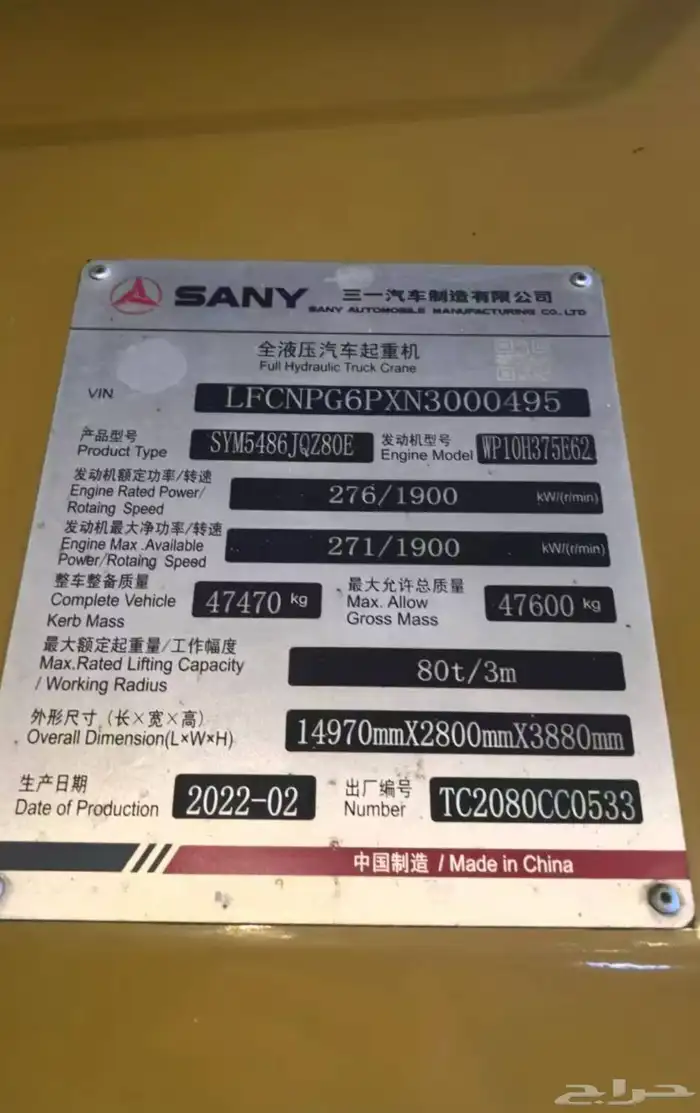 SANY 三一汽车制造有限公司
SANY AUTOMOBILE MANUFACTURING CO., LTD
全液压汽车起重机
Full Hydraulic Truck Crane
VIN LFCNPG6PXN3000495
产品型号 发动机型号
Product Type SYM5486JQZ80E Engine Model WP10H375E62
发动机额定功率/转速
Engine Rated Power/
Rotaing Speed 276/1900 kW/(r/min)
发动机最大净功率/转速
Engine Max .Available
Power/Rotaing Speed 271/1900 kW/(r/min)
整车整备质量 最大允许总质量
Complete Vehicle Max. Allow
Kerb Mass 47470 kg Gross Mass 47600 kg
最大额定起重量/工作幅度
Max.Rated Lifting Capacity
/ Working Radius 80t/3m
外形尺寸 (长×宽×高)
Overall Dimension(L×W×H) 14970mmX2800mmX3880mm
生产日期 出厂编号
Date of Production 2022-02 Number TC2080CC0533
中国制造 / Made in China
حراج